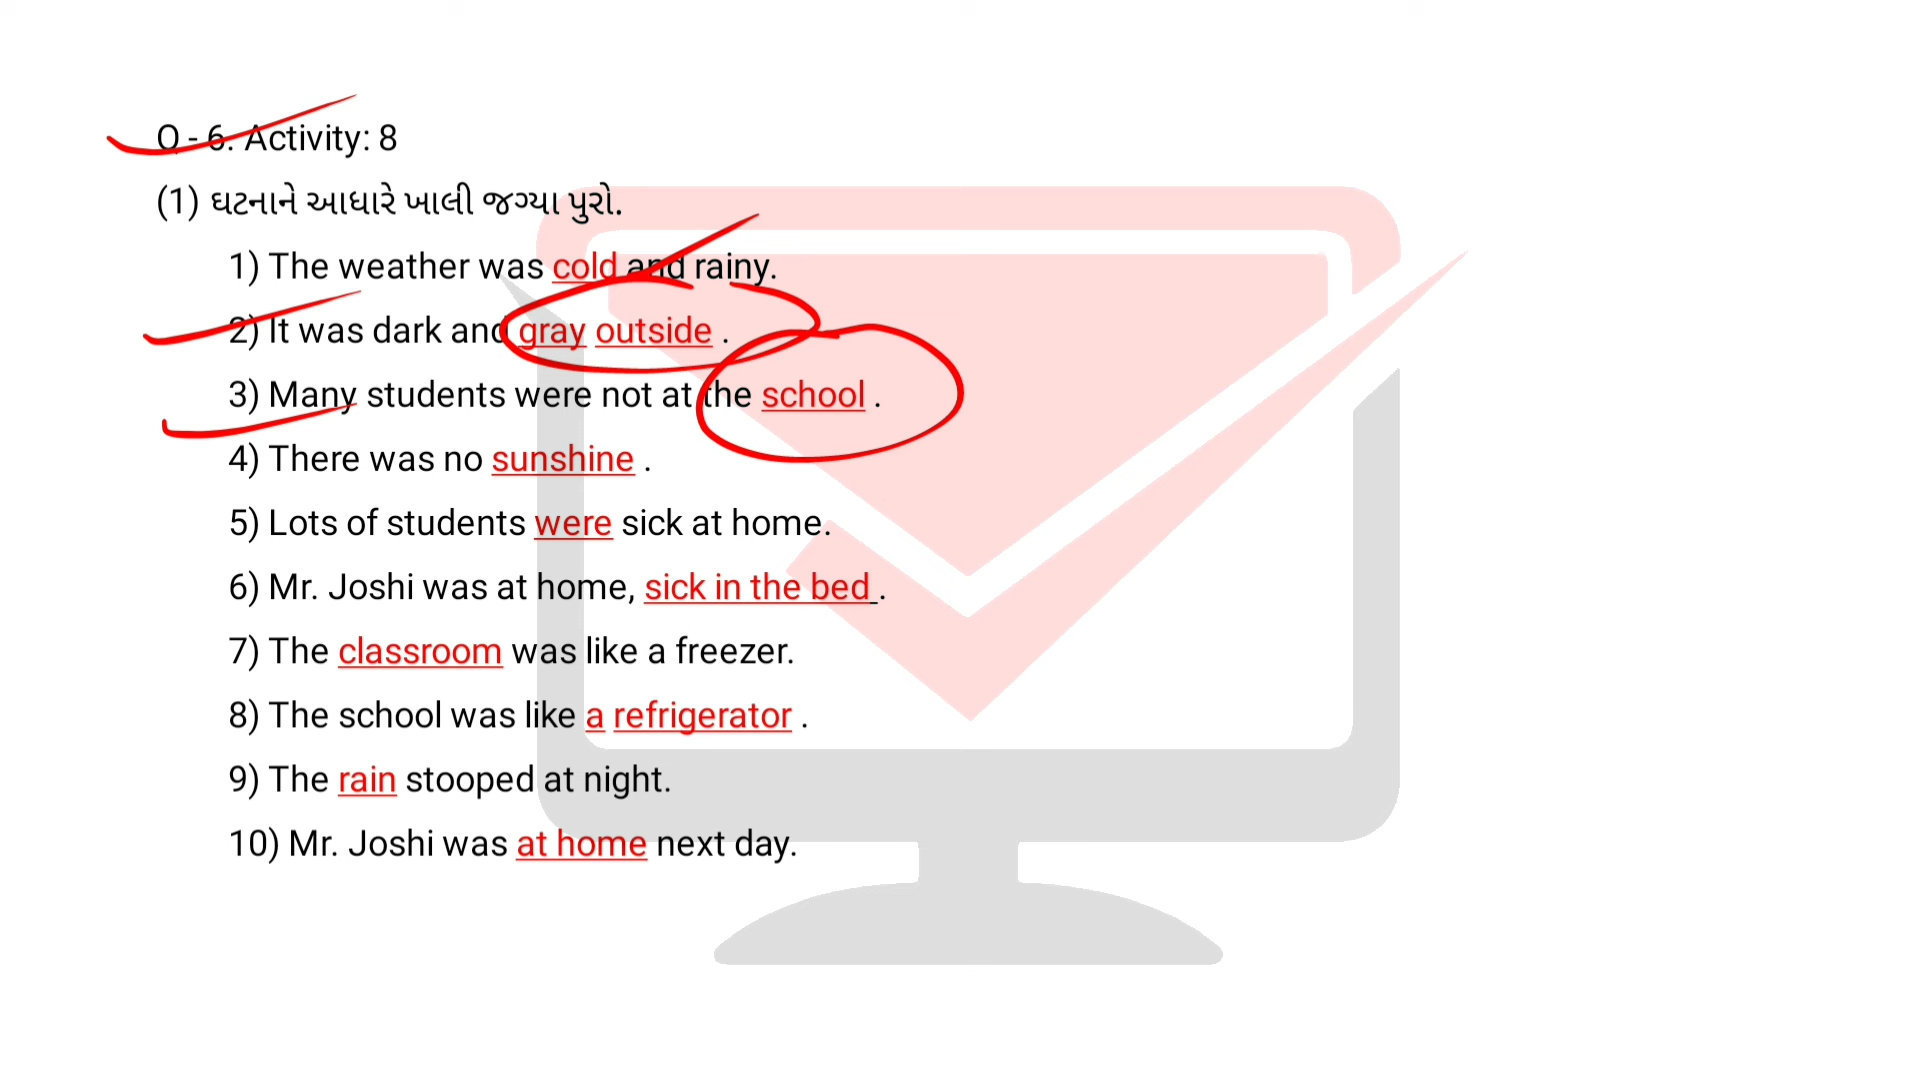 Q - 6. Activity: 8
(1) ઘટનાને આધારે ખાલી જગ્યા પુરો.
1) The weather was cold and rainy.
2) It was dark and gray outside .
3) Many students were not at the school .
4) There was no sunshine .
5) Lots of students were sick at home.
6) Mr. Joshi was at home, sick in the bed .
7) The classroom was like a freezer.
8) The school was like a refrigerator .
9) The rain stooped at night.
10) Mr. Joshi was at home next day.